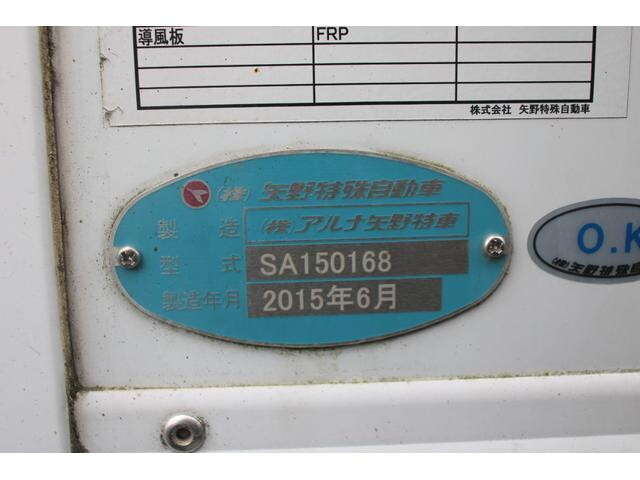 導風板 FRP
株式会社 矢野特殊自動車
(株)矢野特殊自動車
製造 (株)アルナ矢野特車
型式 SA150168
製造年月 2015年6月
O.K
(株)矢野特殊自